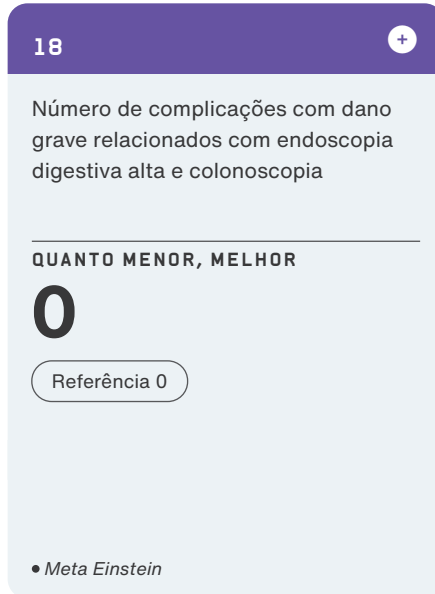 18
+
Número de complicações com dano
grave relacionados com endoscopia
digestiva alta e colonoscopia
QUANTO MENOR, MELHOR
0
Referência 0
• Meta Einstein